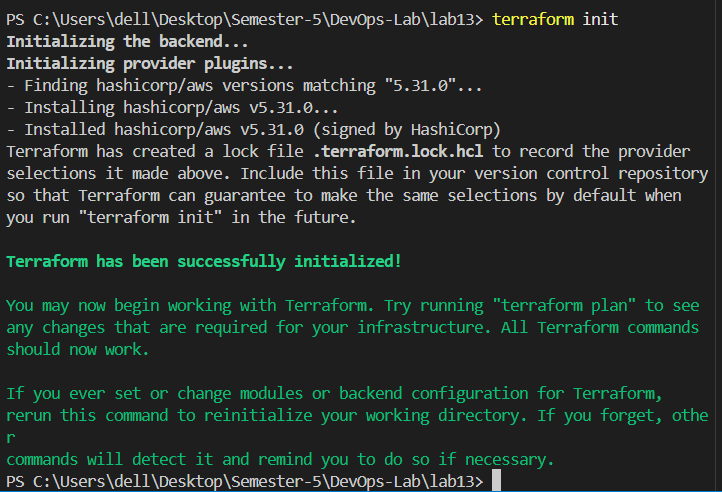 PS C:\Users\dell\Desktop\Semester-5\DevOps-Lab\lab13> terraform init
Initializing the backend...
Initializing provider plugins...
- Finding hashicorp/aws versions matching "5.31.0"...
- Installing hashicorp/aws v5.31.0...
- Installed hashicorp/aws v5.31.0 (signed by HashiCorp)
Terraform has created a lock file .terraform.lock.hcl to record the provider
selections it made above. Include this file in your version control repository
so that Terraform can guarantee to make the same selections by default when
you run "terraform init" in the future.
Terraform has been successfully initialized!
You may now begin working with Terraform. Try running "terraform plan" to see
any changes that are required for your infrastructure. All Terraform commands
should now work.
If you ever set or change modules or backend configuration for Terraform,
rerun this command to reinitialize your working directory. If you forget, othe
r
commands will detect it and remind you to do so if necessary.
PS C:\Users\dell\Desktop\Semester-5\DevOps-Lab\lab13>